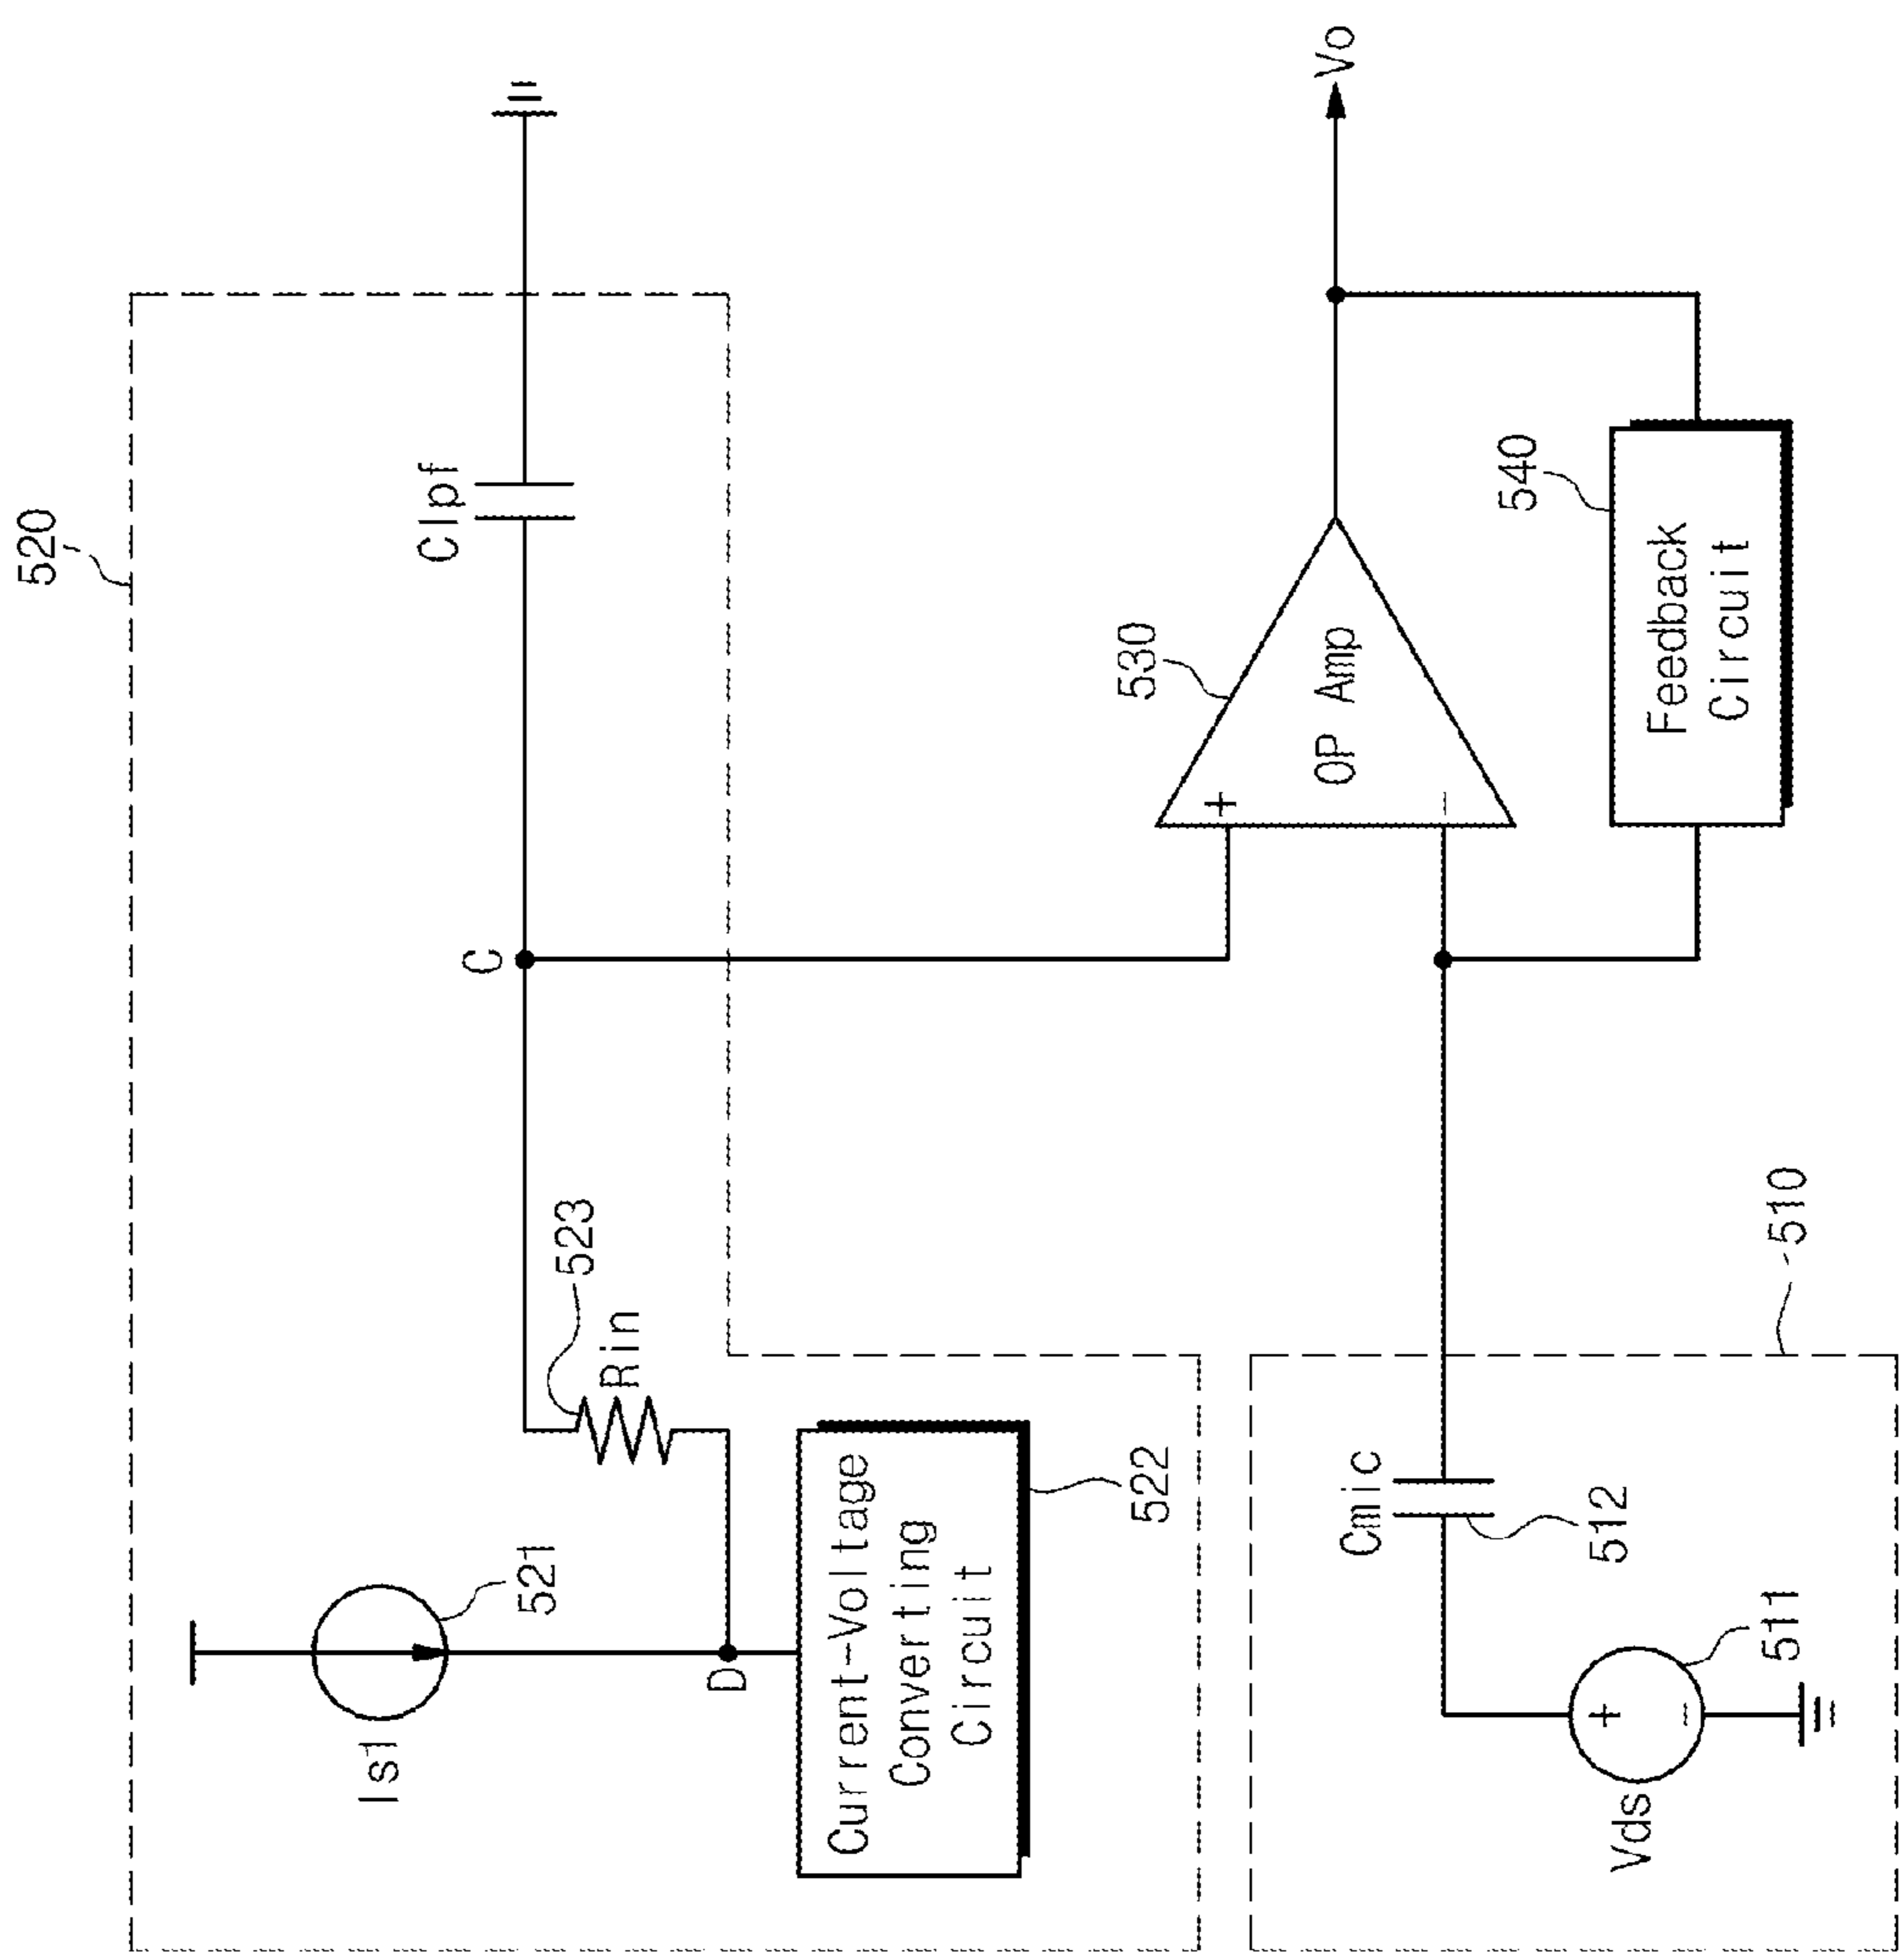 520
Clpf
C
523
Rin
Is1
521
D
Current-Voltage
Converting
Circuit
522
530
+
OP Amp
-
Vo
540
Feedback
Circuit
510
Cmic
512
+
-
511
Vds